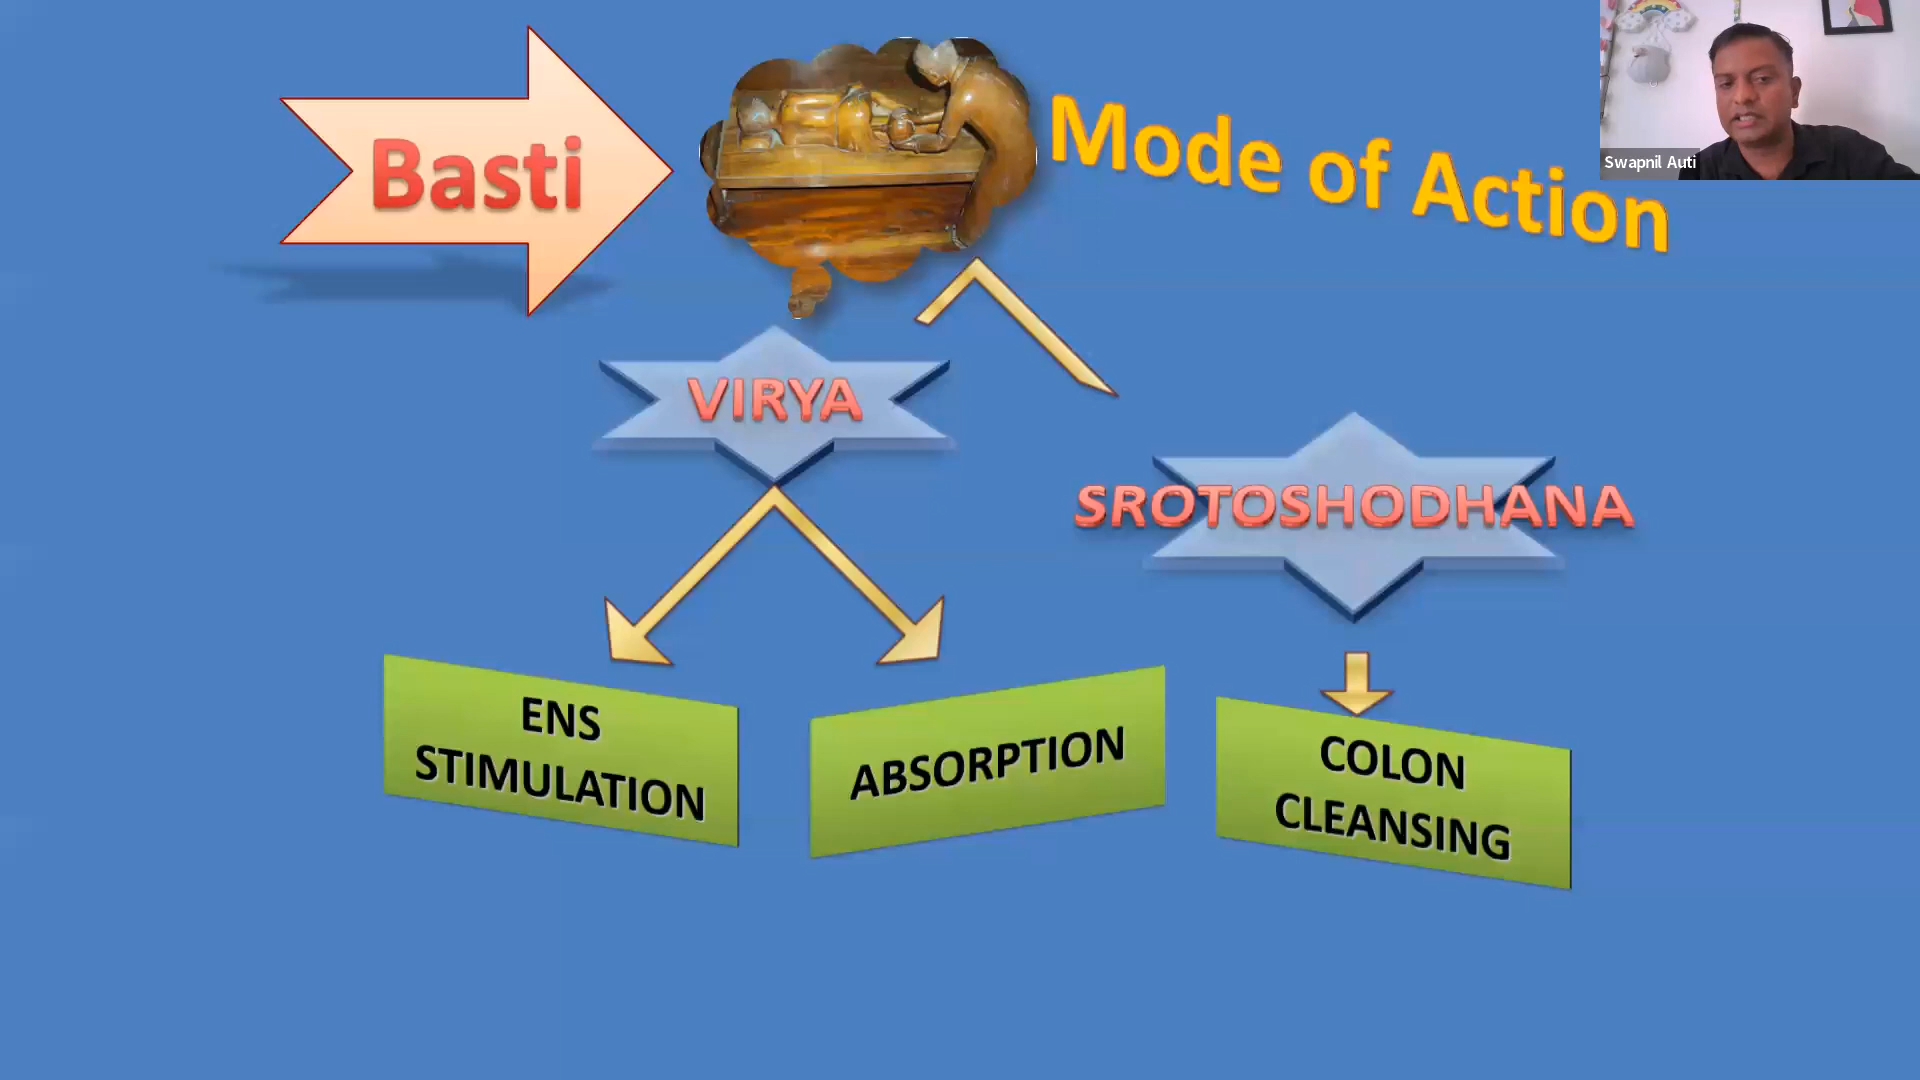 Basti
Mode of Action
Swapnil Auti
VIRYA
SROTOSHODHANA
ENS
STIMULATION
ABSORPTION
COLON
CLEANSING